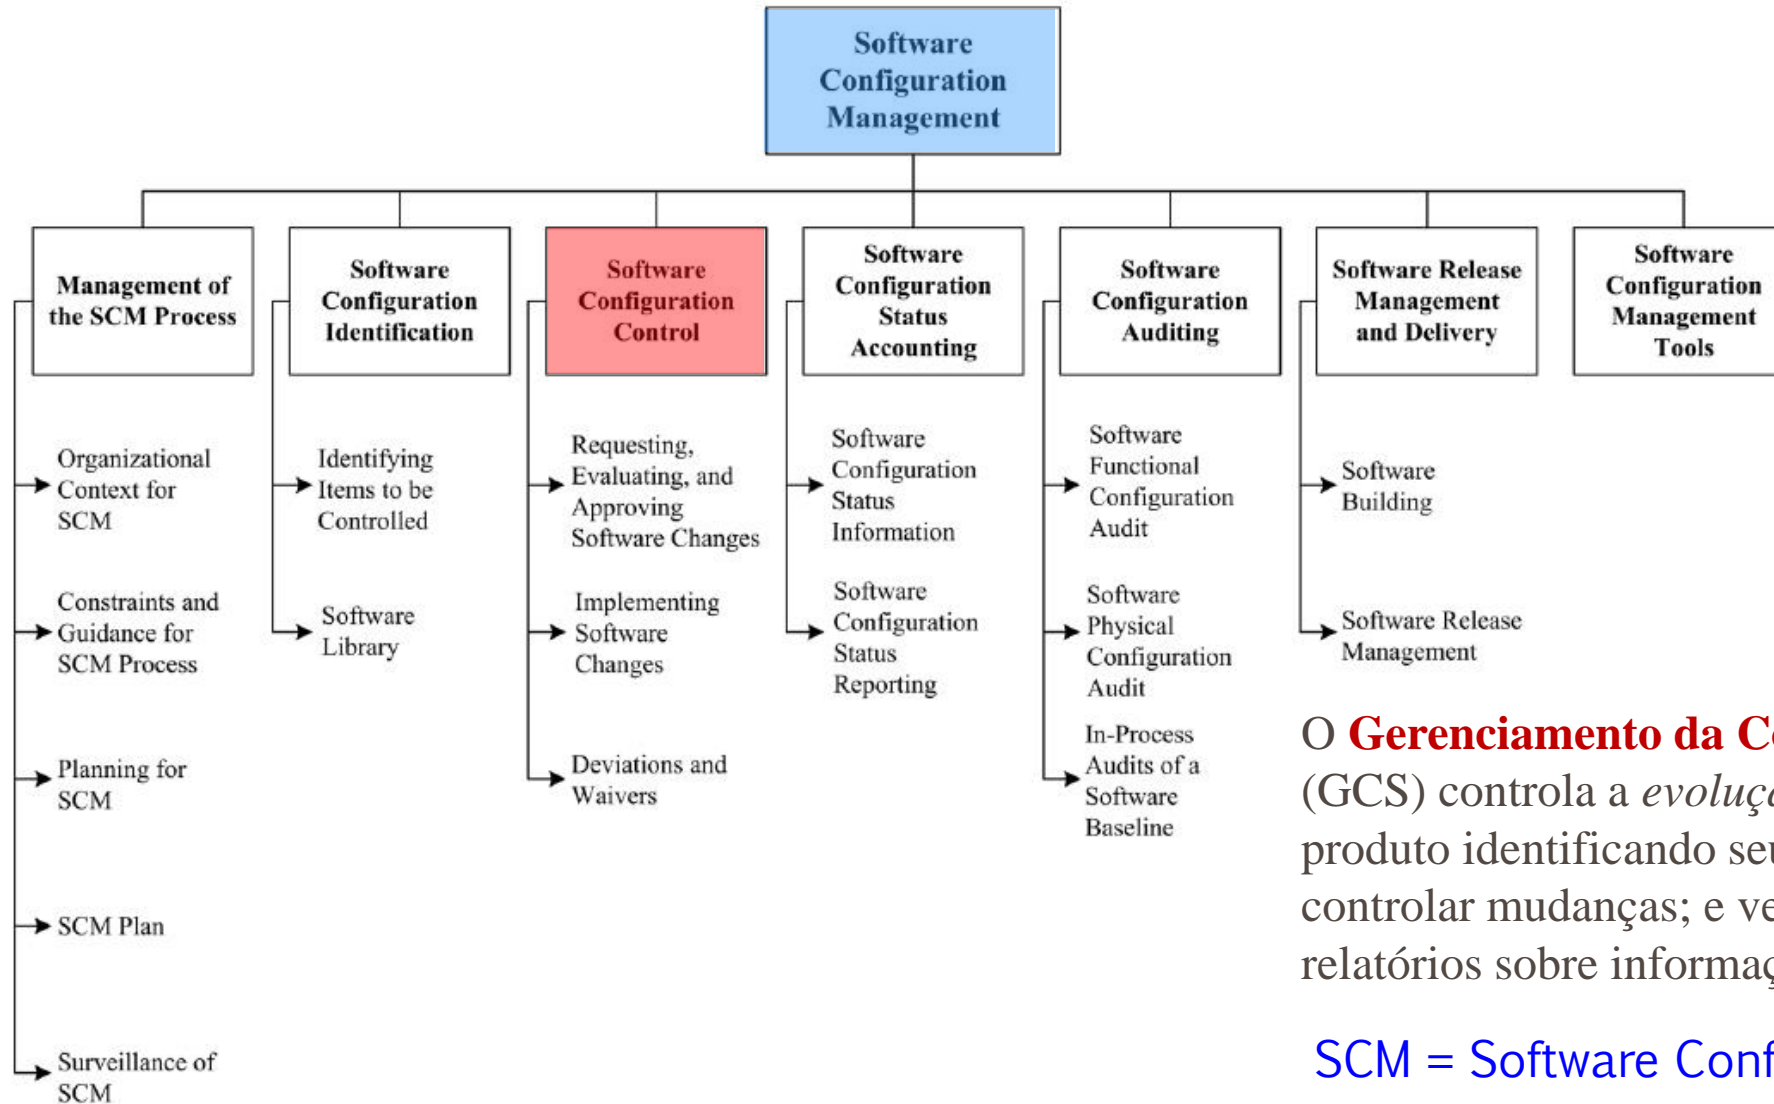 Software
Configuration
Management
Management of
the SCM Process
Organizational
Context for
SCM
Constraints and
Guidance for
SCM Process
Planning for
SCM
SCM Plan
Surveillance of
SCM
Software
Configuration
Identification
Identifying
Items to be
Controlled
Software
Library
Software
Configuration
Control
Requesting,
Evaluating, and
Approving
Software Changes
Implementing
Software
Changes
Deviations and
Waivers
Software
Configuration
Status
Accounting
Software
Configuration
Status
Information
Software
Configuration
Status
Reporting
Software
Configuration
Auditing
Software
Functional
Configuration
Audit
Software
Physical
Configuration
Audit
In-Process
Audits of a
Software
Baseline
Software Release
Management
and Delivery
Software
Building
Software Release
Management
Software
Configuration
Management
Tools
O Gerenciamento da
(GCS) controla a
produto identificando
controlar mudanças; e
relatórios sobre
SCM = Software